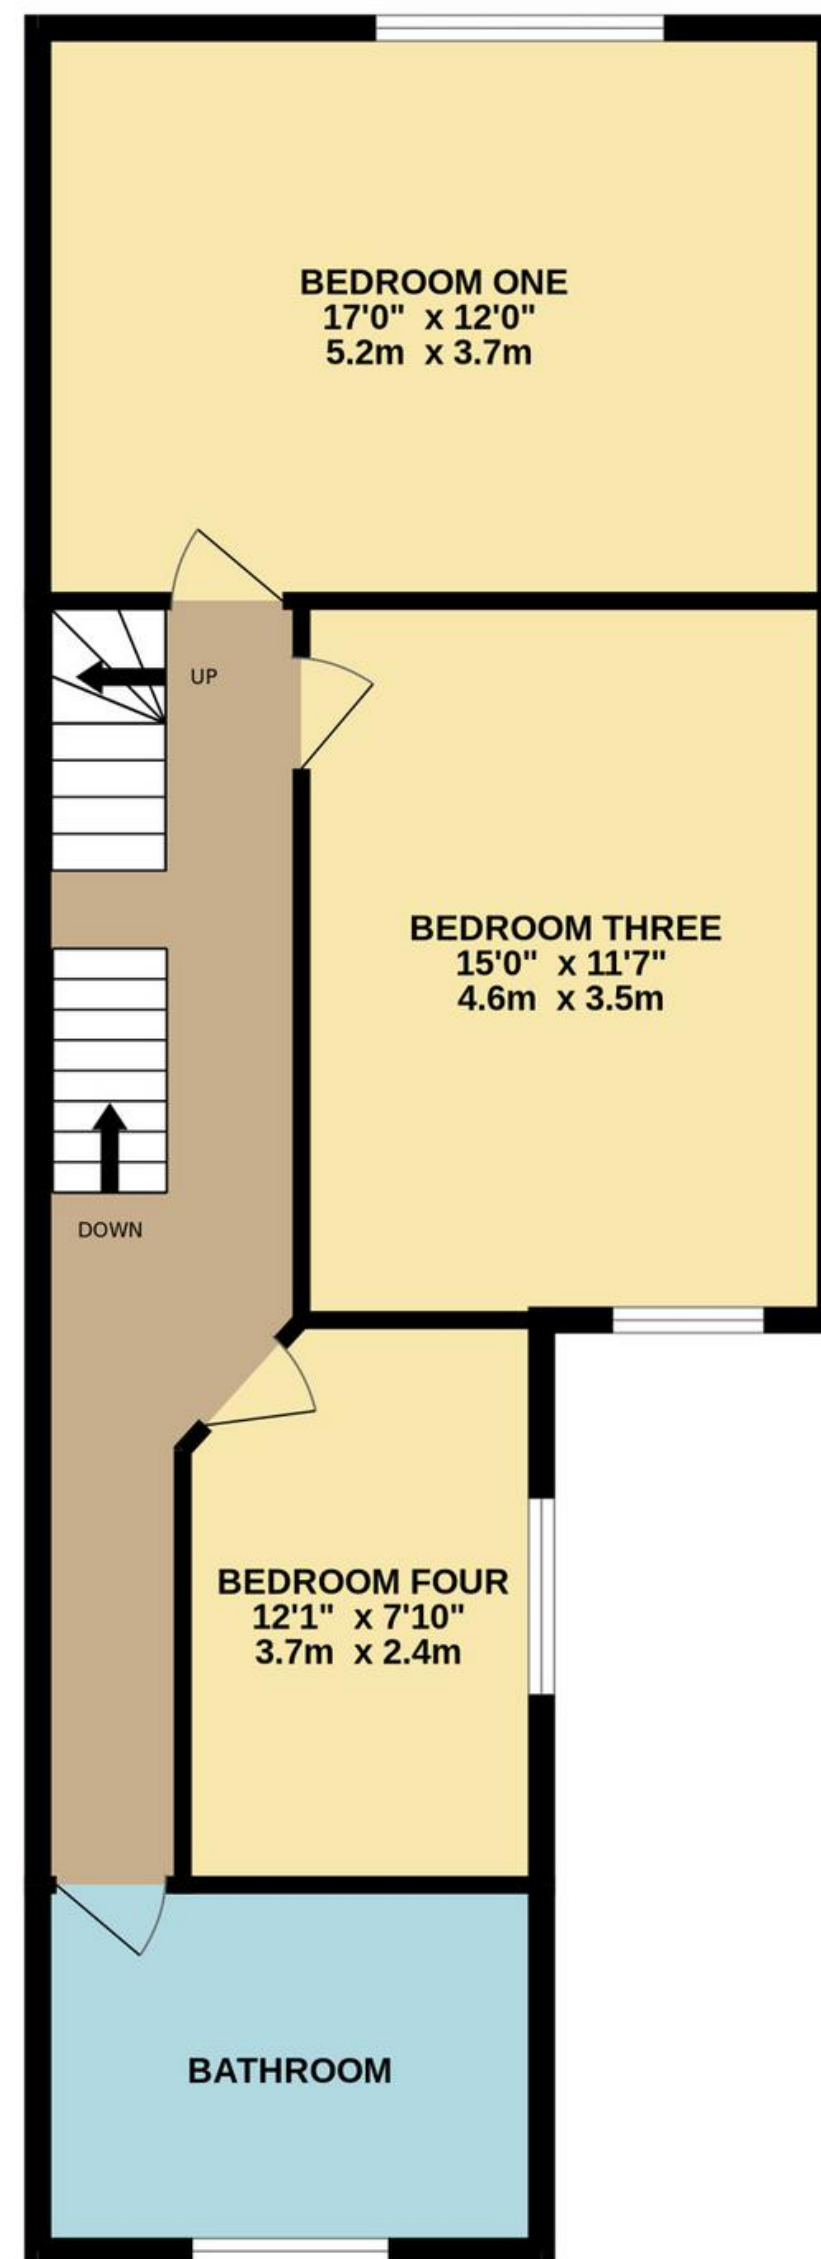 BEDROOM ONE
17'0" x 12'0"
5.2m x 3.7m
UP
BEDROOM THREE
15'0" x 11'7"
4.6m x 3.5m
DOWN
BEDROOM FOUR
12'1" x 7'10"
3.7m x 2.4m
BATHROOM